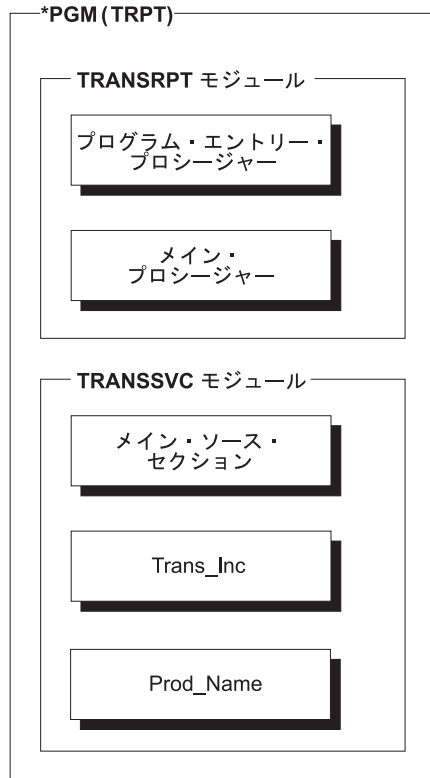 *PGM (TRPT)
TRANSRPT モジュール
プログラム・エントリー・
プロシージャー
メイン・
プロシージャー
TRANSSVC モジュール
メイン・ソース・
セクション
Trans_Inc
Prod_Name